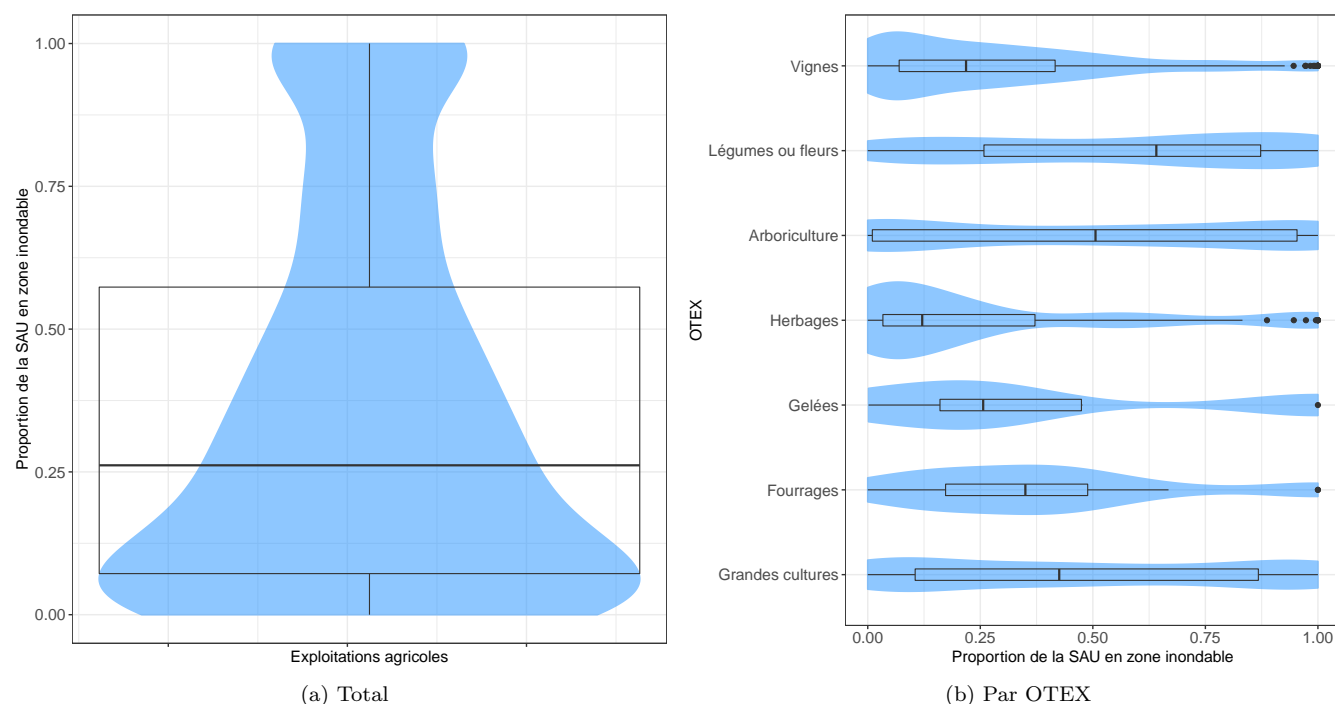 1.00
0.75
0.50
0.25
0.00
Proportion de la SAU en zone inondable
Exploitations agricoles
(a) Total
OTEX
Vignes
Légumes ou fleurs
Arboriculture
Herbages
Gelées
Fourrages
Grandes cultures
0.00 0.25 0.50 0.75 1.00
Proportion de la SAU en zone inondable
(b) Par OTEX